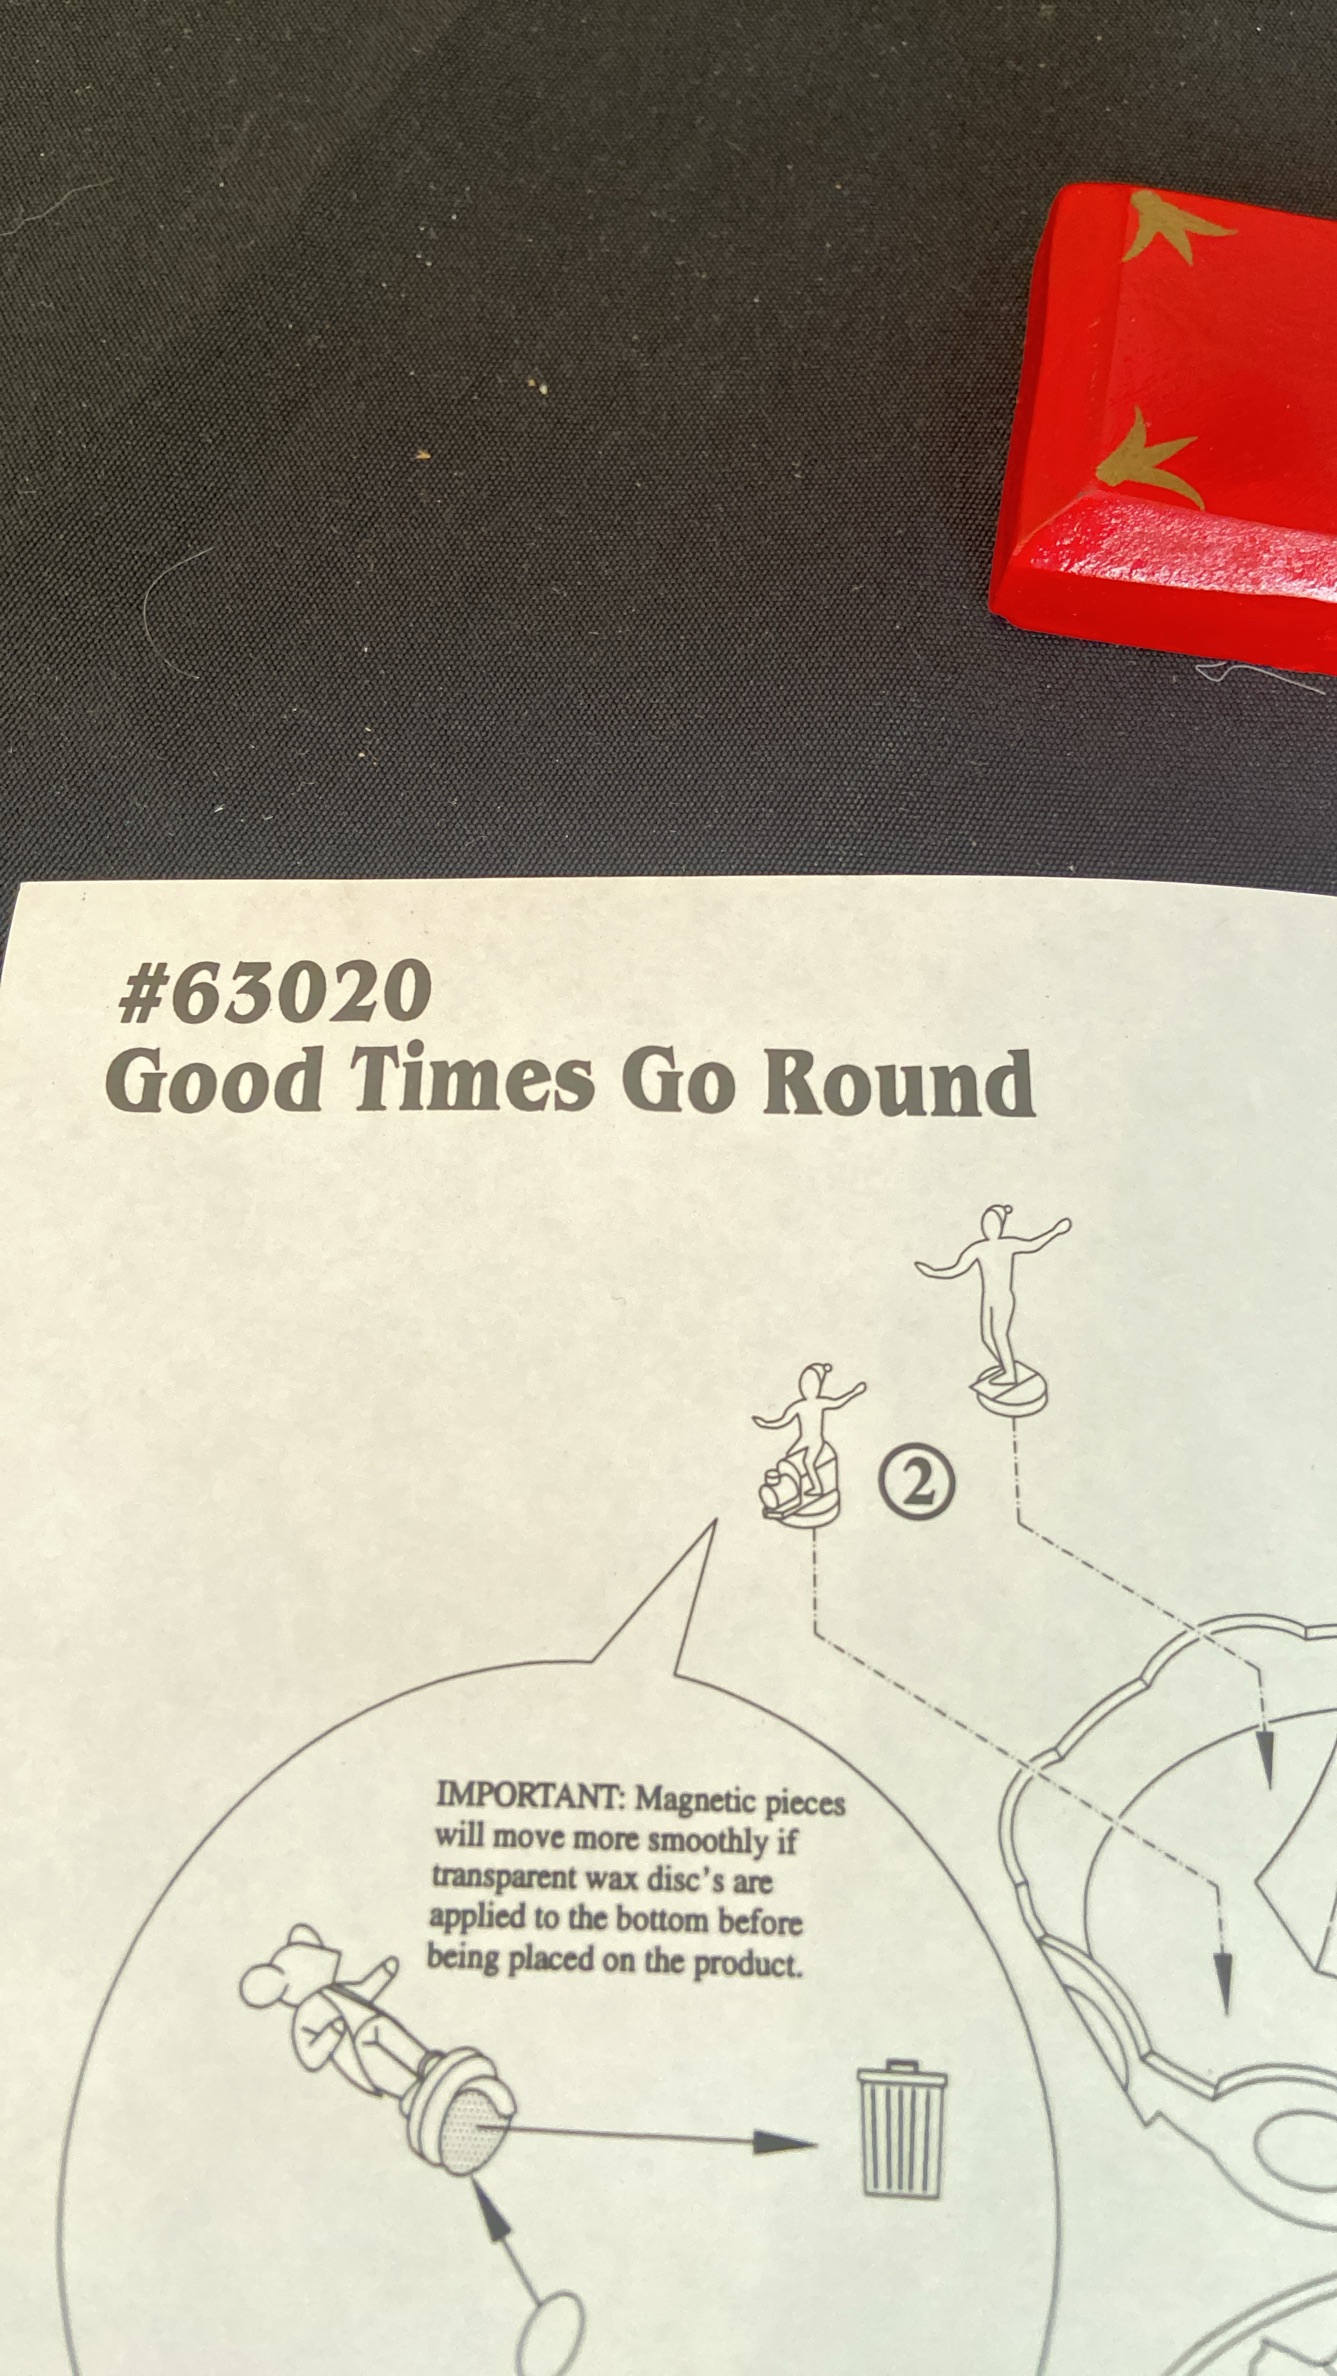 #63020
Good Times Go Round
2
IMPORTANT: Magnetic pieces
will move more smoothly if
transparent wax disc's are
applied to the bottom before
being placed on the product.